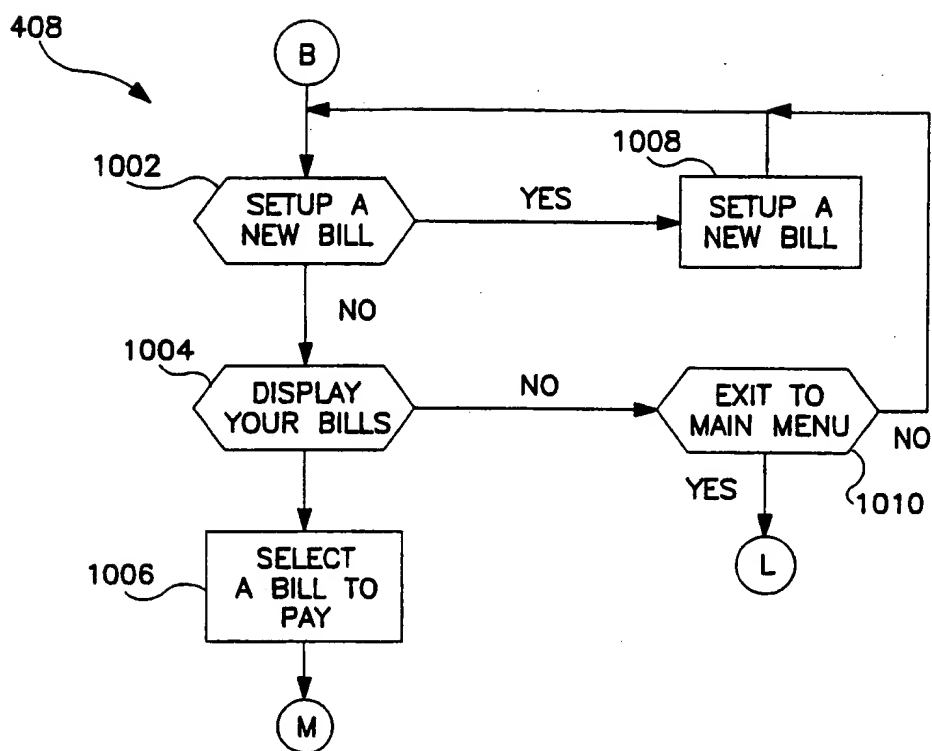 408
B
1002
SETUP A
NEW BILL
YES
1008
SETUP A
NEW BILL
NO
1004
DISPLAY
YOUR BILLS
NO
EXIT TO
MAIN MENU
NO
YES
1010
1006
SELECT
A BILL TO
PAY
L
M